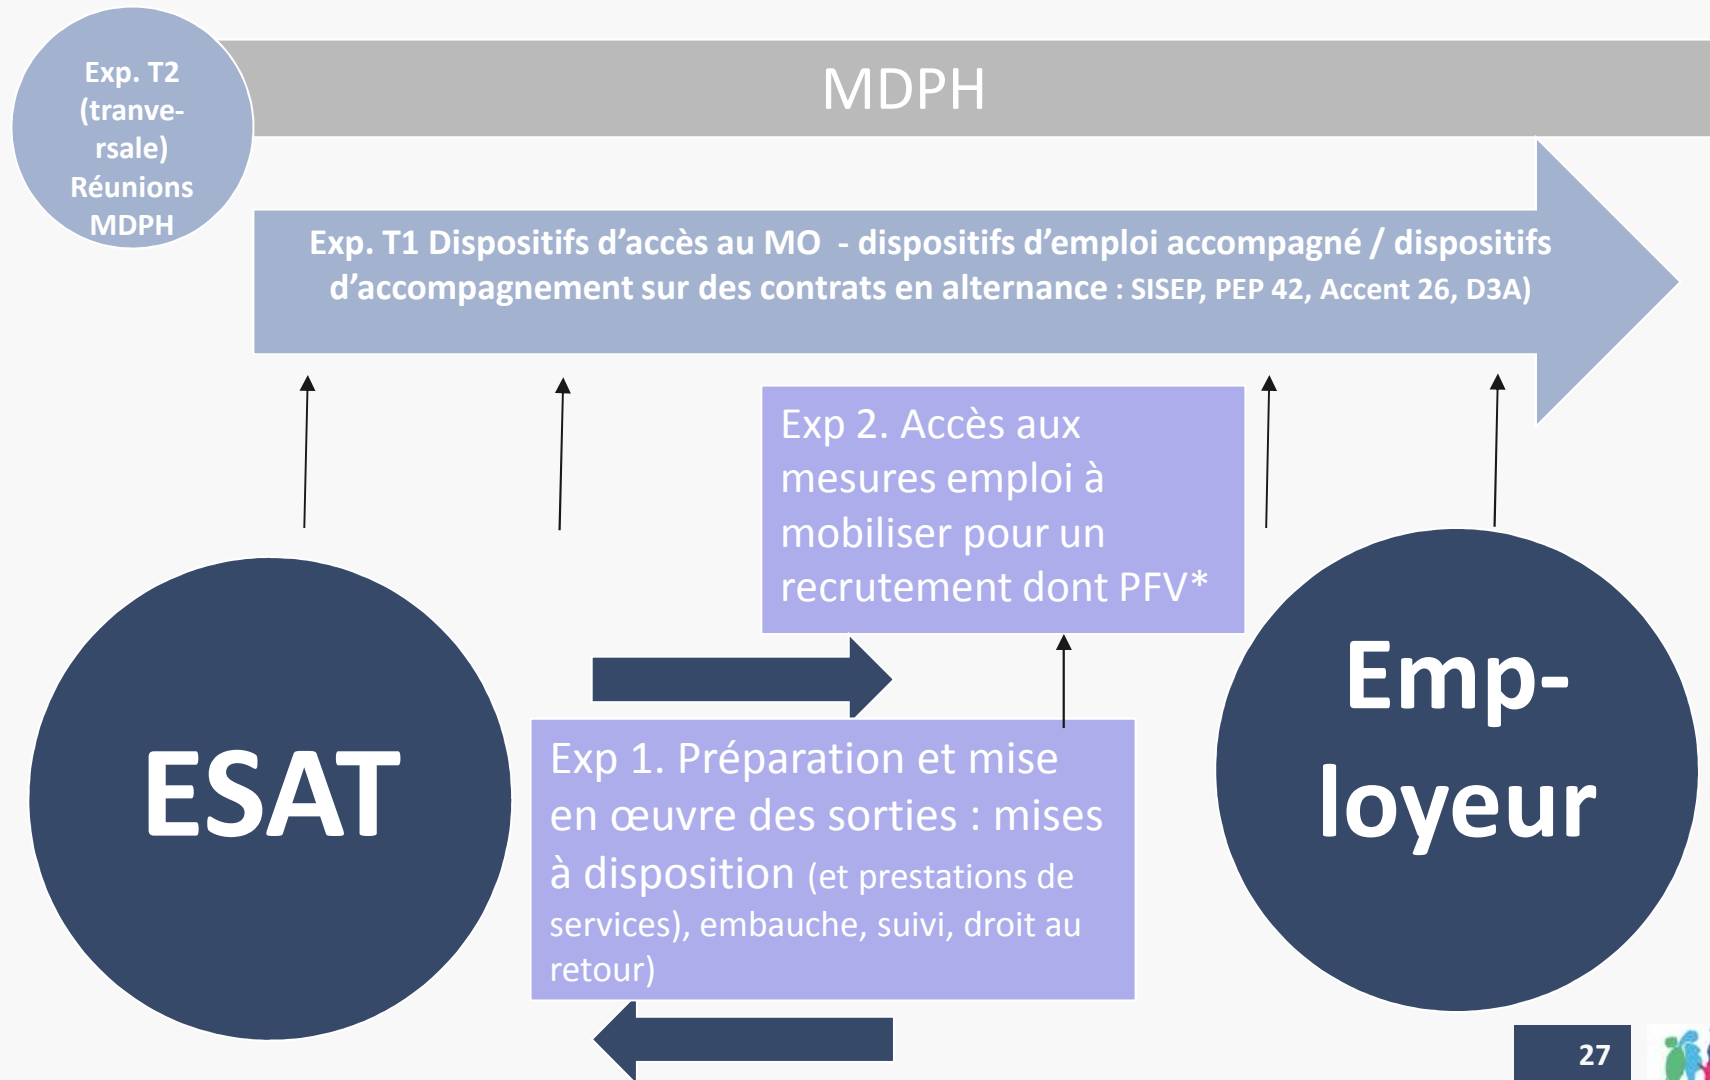 Exp. T2
(tranve-
rsale)
Réunions
MDPH
MDPH
Exp. T1 Dispositifs d’accès au MO - dispositifs d’emploi accompagné / dispositifs
d’accompagnement sur des contrats en alternance : SISEP, PEP 42, Accent 26, D3A)
Exp 2. Accès aux
mesures emploi à
mobiliser pour un
recrutement dont PFV*
ESAT
Exp 1. Préparation et mise
en œuvre des sorties : mises
à disposition (et prestations de
services), embauche, suivi, droit au
retour)
Emp-
loyeur
27